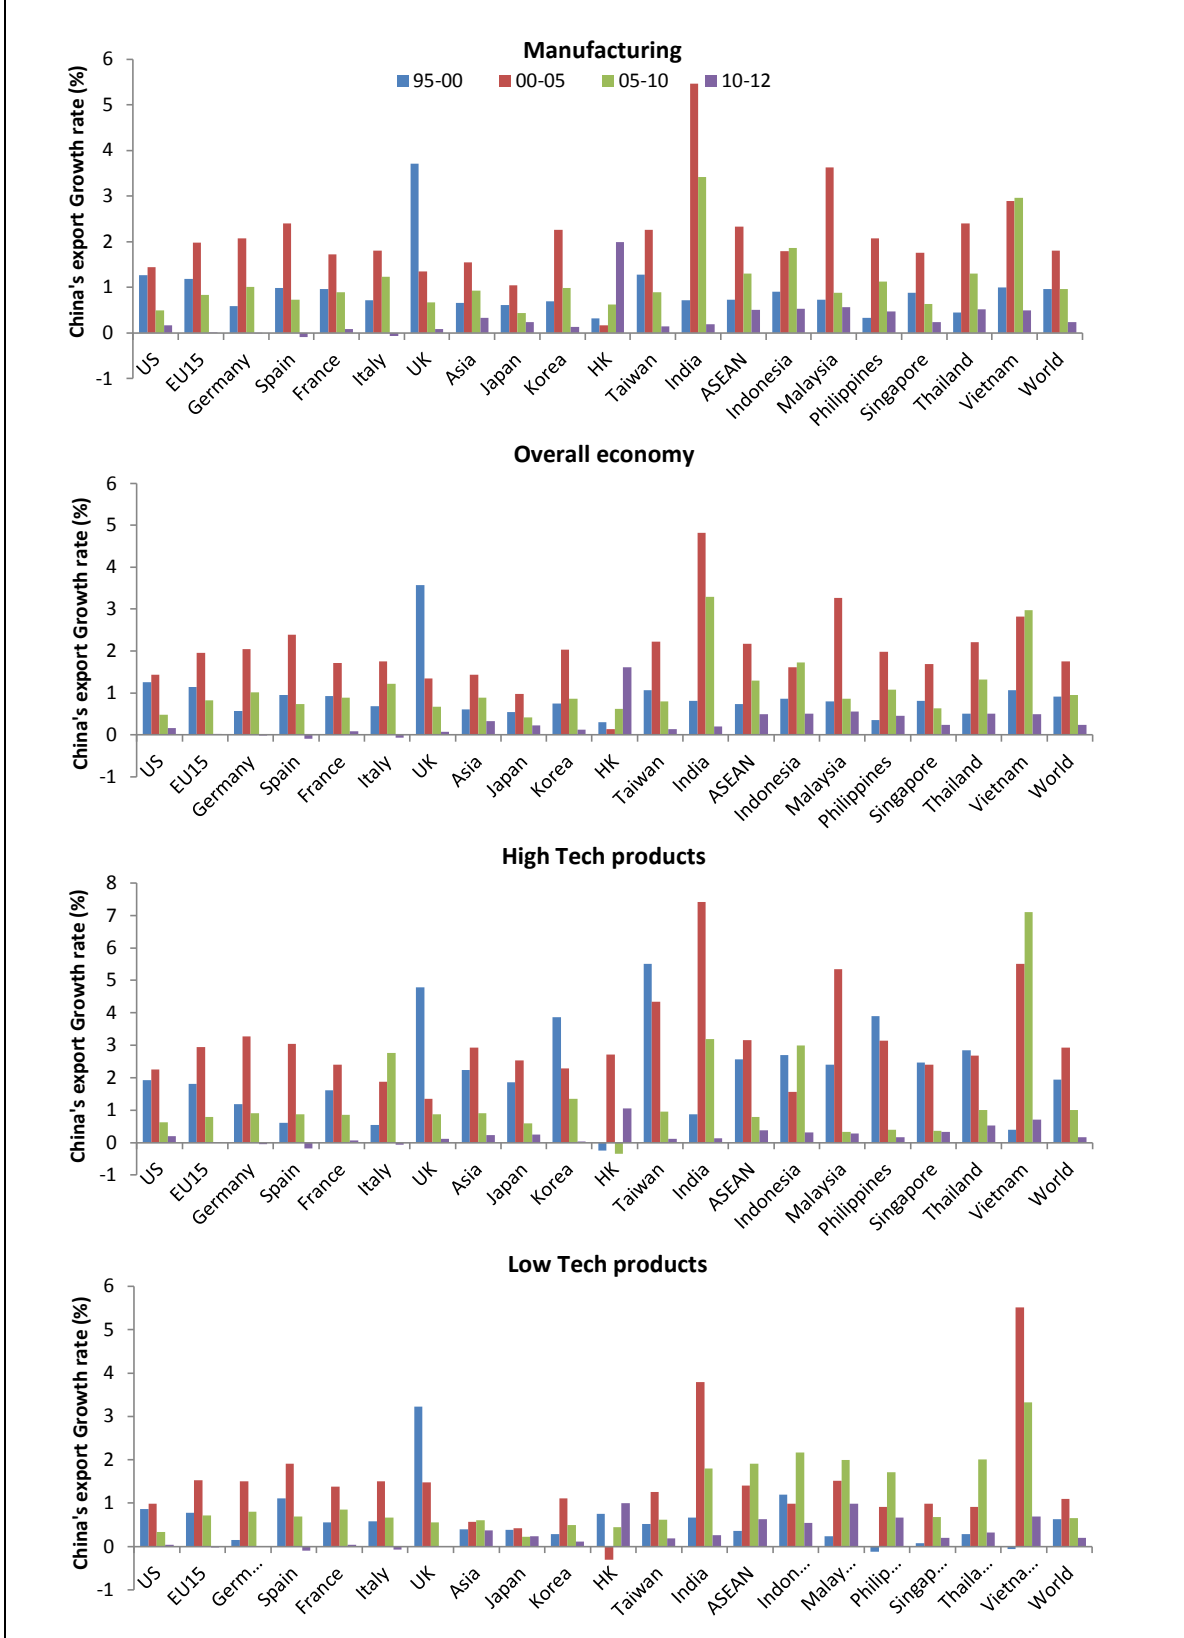 Manufacturing
95-00 00-05 05-10 10-12
China's export Growth rate (%)
6
5
4
3
2
1
0
-1
US EU15 Germany Spain France Italy UK Asia Japan Korea HK Taiwan India ASEAN Indonesia Malaysia Philippines Singapore Thailand Vietnam World
Overall economy
China's export Growth rate (%)
6
5
4
3
2
1
0
-1
US EU15 Germany Spain France Italy UK Asia Japan Korea HK Taiwan India ASEAN Indonesia Malaysia Philippines Singapore Thailand Vietnam World
High Tech products
China's export Growth rate (%)
8
7
6
5
4
3
2
1
0
-1
US EU15 Germany Spain France Italy UK Asia Japan Korea HK Taiwan India ASEAN Indonesia Malaysia Philippines Singapore Thailand Vietnam World
Low Tech products
China's export Growth rate (%)
6
5
4
3
2
1
0
-1
US EU15 Germ... Spain France Italy UK Asia Japan Korea HK Taiwan India ASEAN Indon... Malay... Philip... Singap... Thaila... Vietna... World